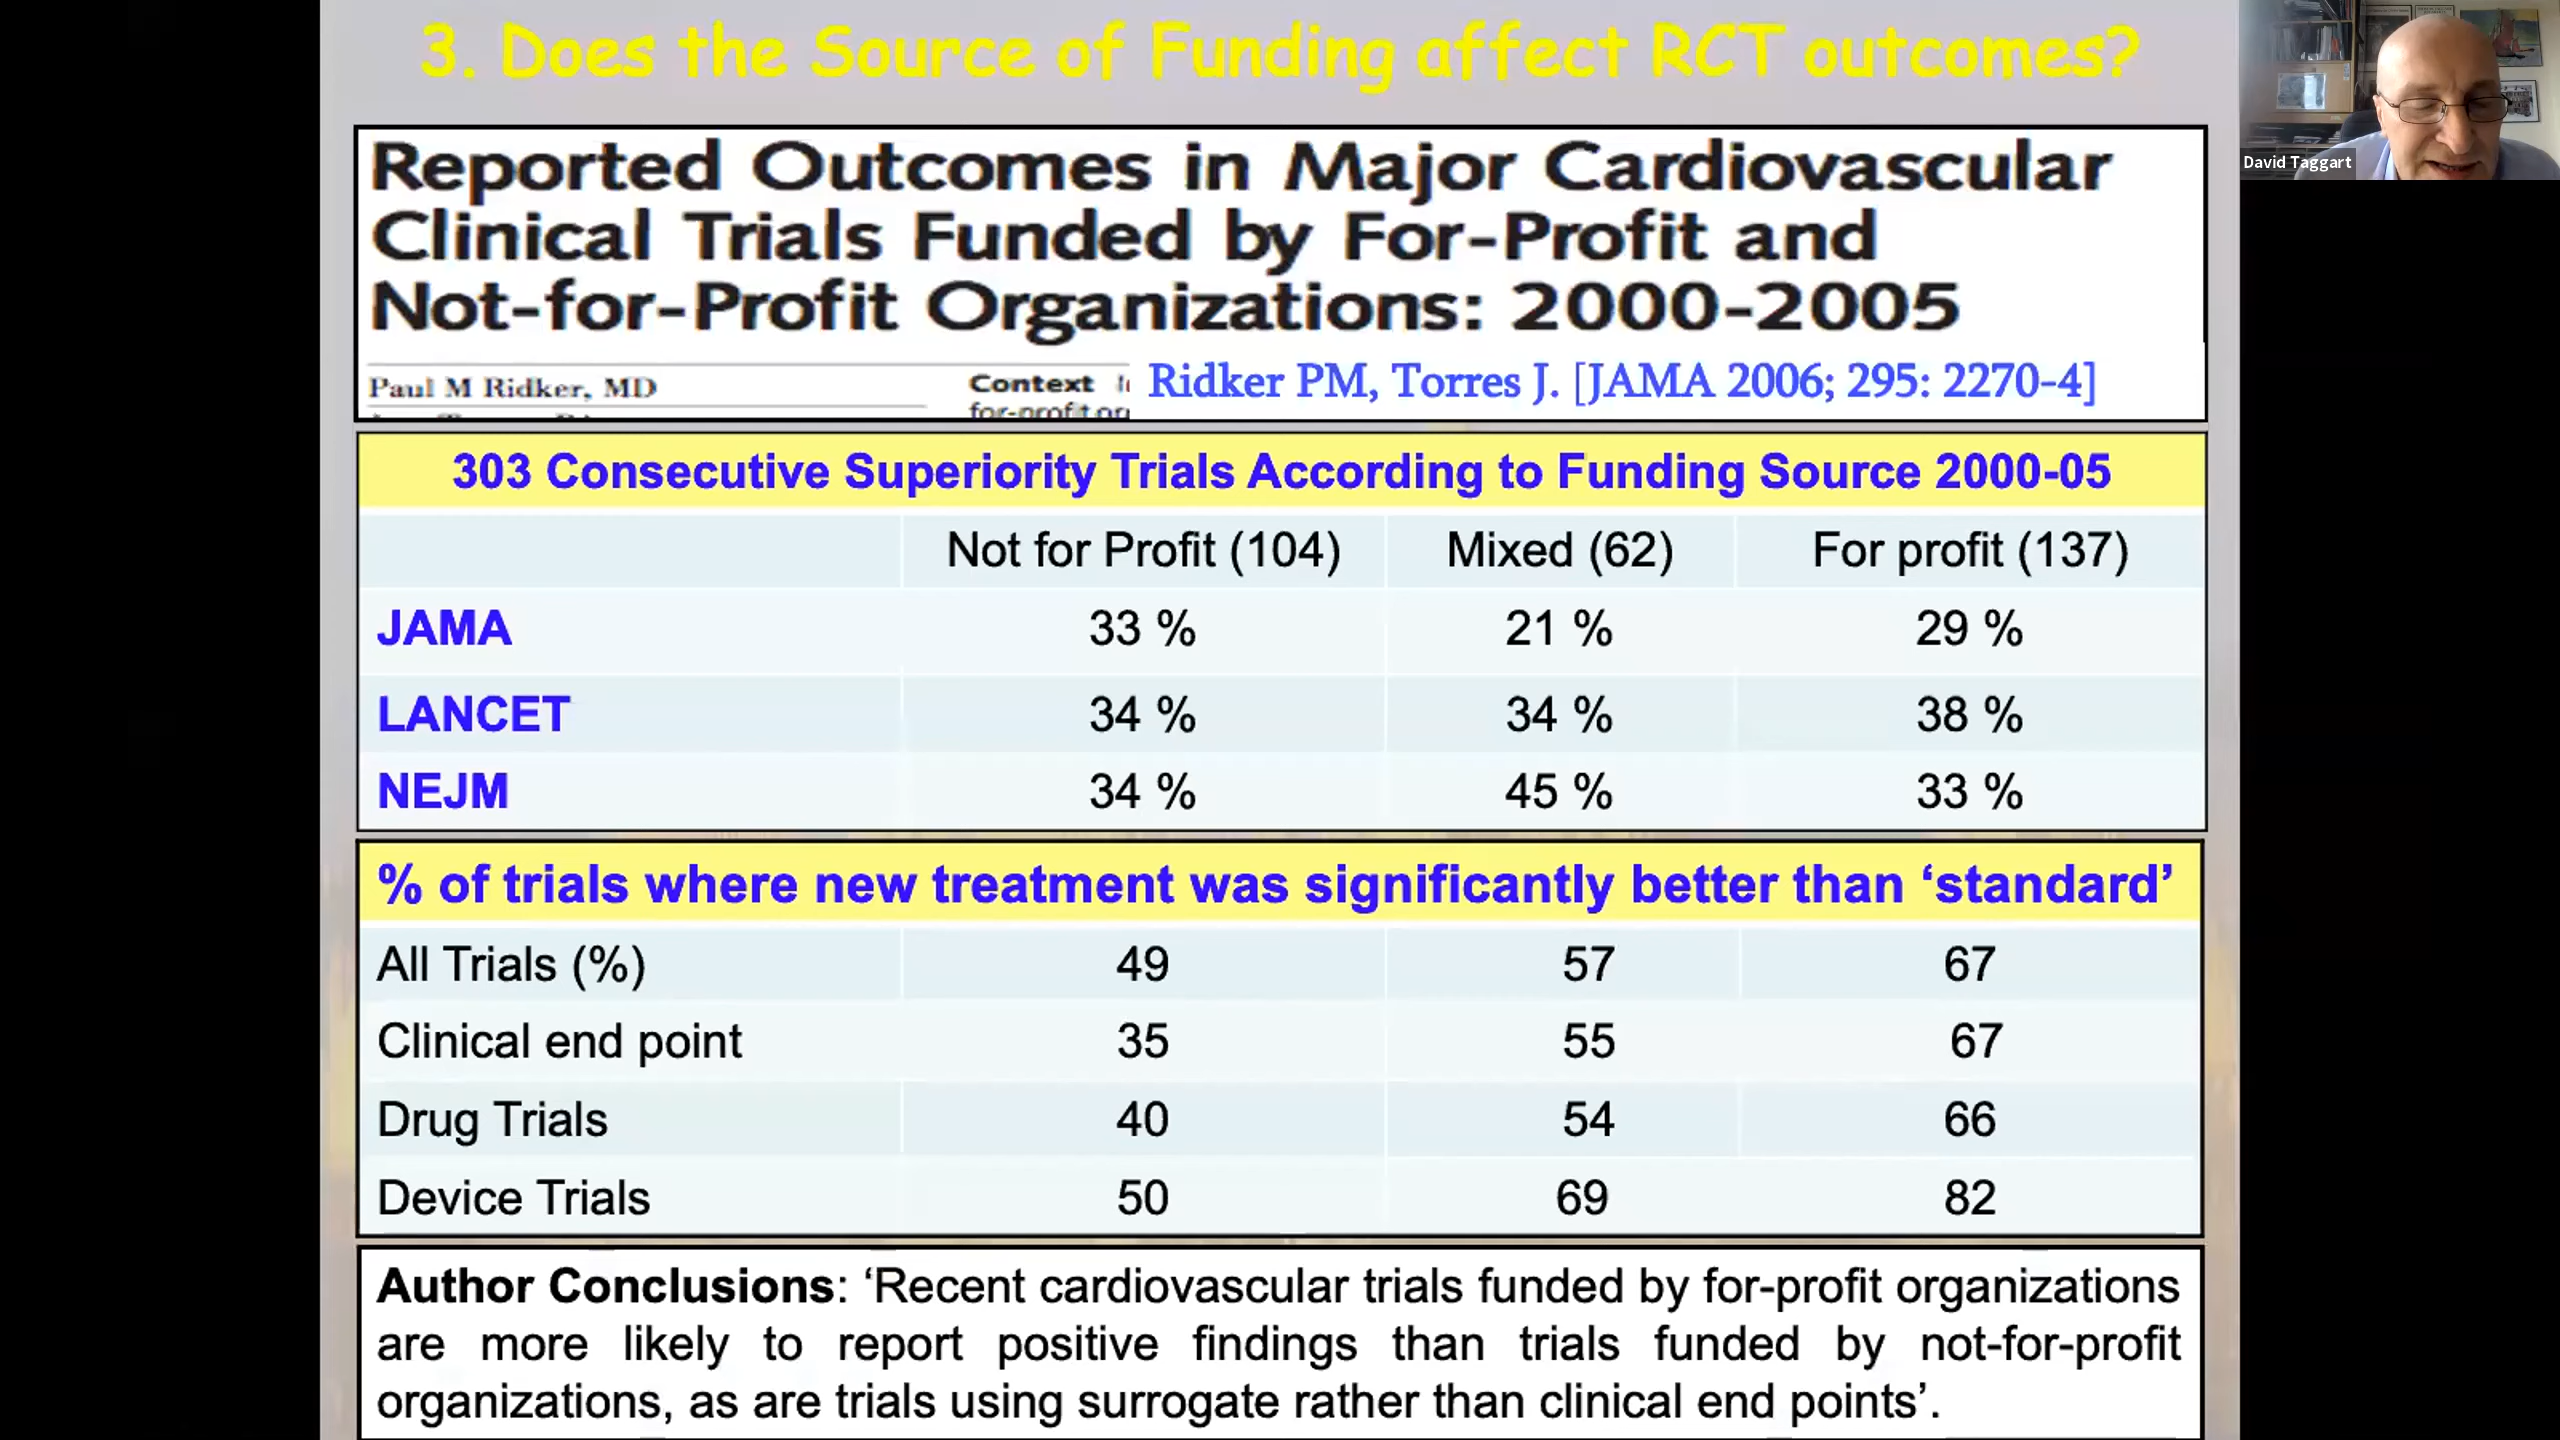 3. Does the Source of Funding affect RCT outcomes?
David Taggart
Reported Outcomes in Major Cardiovascular
Clinical Trials Funded by For-Profit and
Not-for-Profit Organizations: 2000-2005
Paul M Ridker, MD
Context
for-profit
Ridker PM, Torres J. [JAMA 2006; 295: 2270-4]
303 Consecutive Superiority Trials According to Funding Source 2000-05
Not for Profit (104) Mixed (62) For profit (137)
JAMA 33 % 21 % 29 %
LANCET 34 % 34 % 38 %
NEJM 34 % 45 % 33 %
% of trials where new treatment was significantly better than ‘standard’
All Trials (%) 49 57 67
Clinical end point 35 55 67
Drug Trials 40 54 66
Device Trials 50 69 82
Author Conclusions: ‘Recent cardiovascular trials funded by for-profit organizations
are more likely to report positive findings than trials funded by not-for-profit
organizations, as are trials using surrogate rather than clinical end points’.